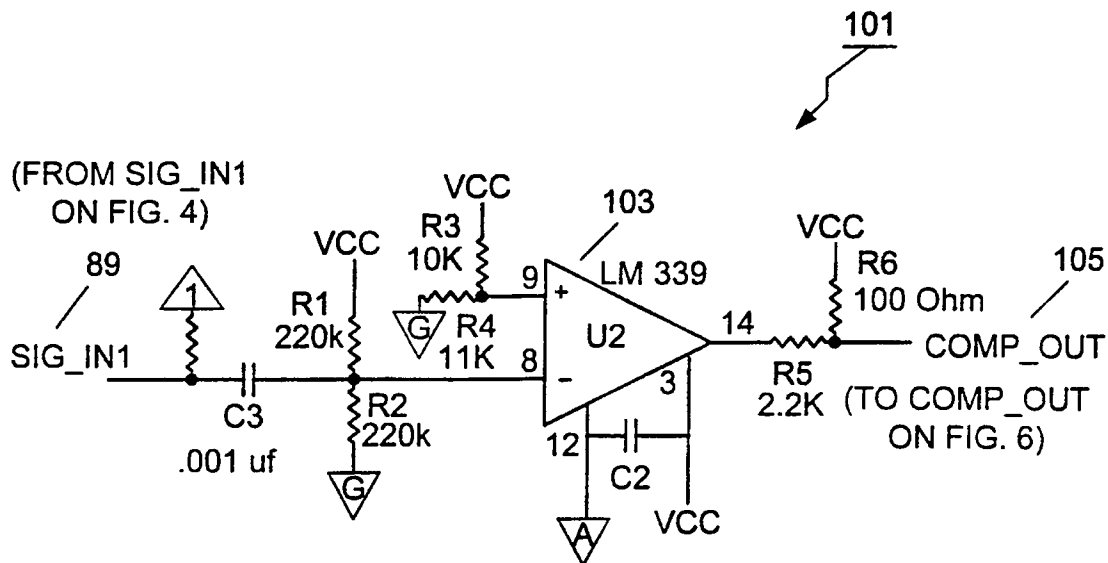 101
(FROM SIG_IN1
ON FIG. 4)
89
SIG_IN1
1
C3
.001 uf
VCC
R1
220k
R2
220k
G
VCC
R3
10K
G
R4
11K
9
8
+
-
103
LM 339
U2
14
3
12
C2
A
VCC
VCC
R6
100 Ohm
R5
2.2K
105
COMP_OUT
(TO COMP_OUT
ON FIG. 6)